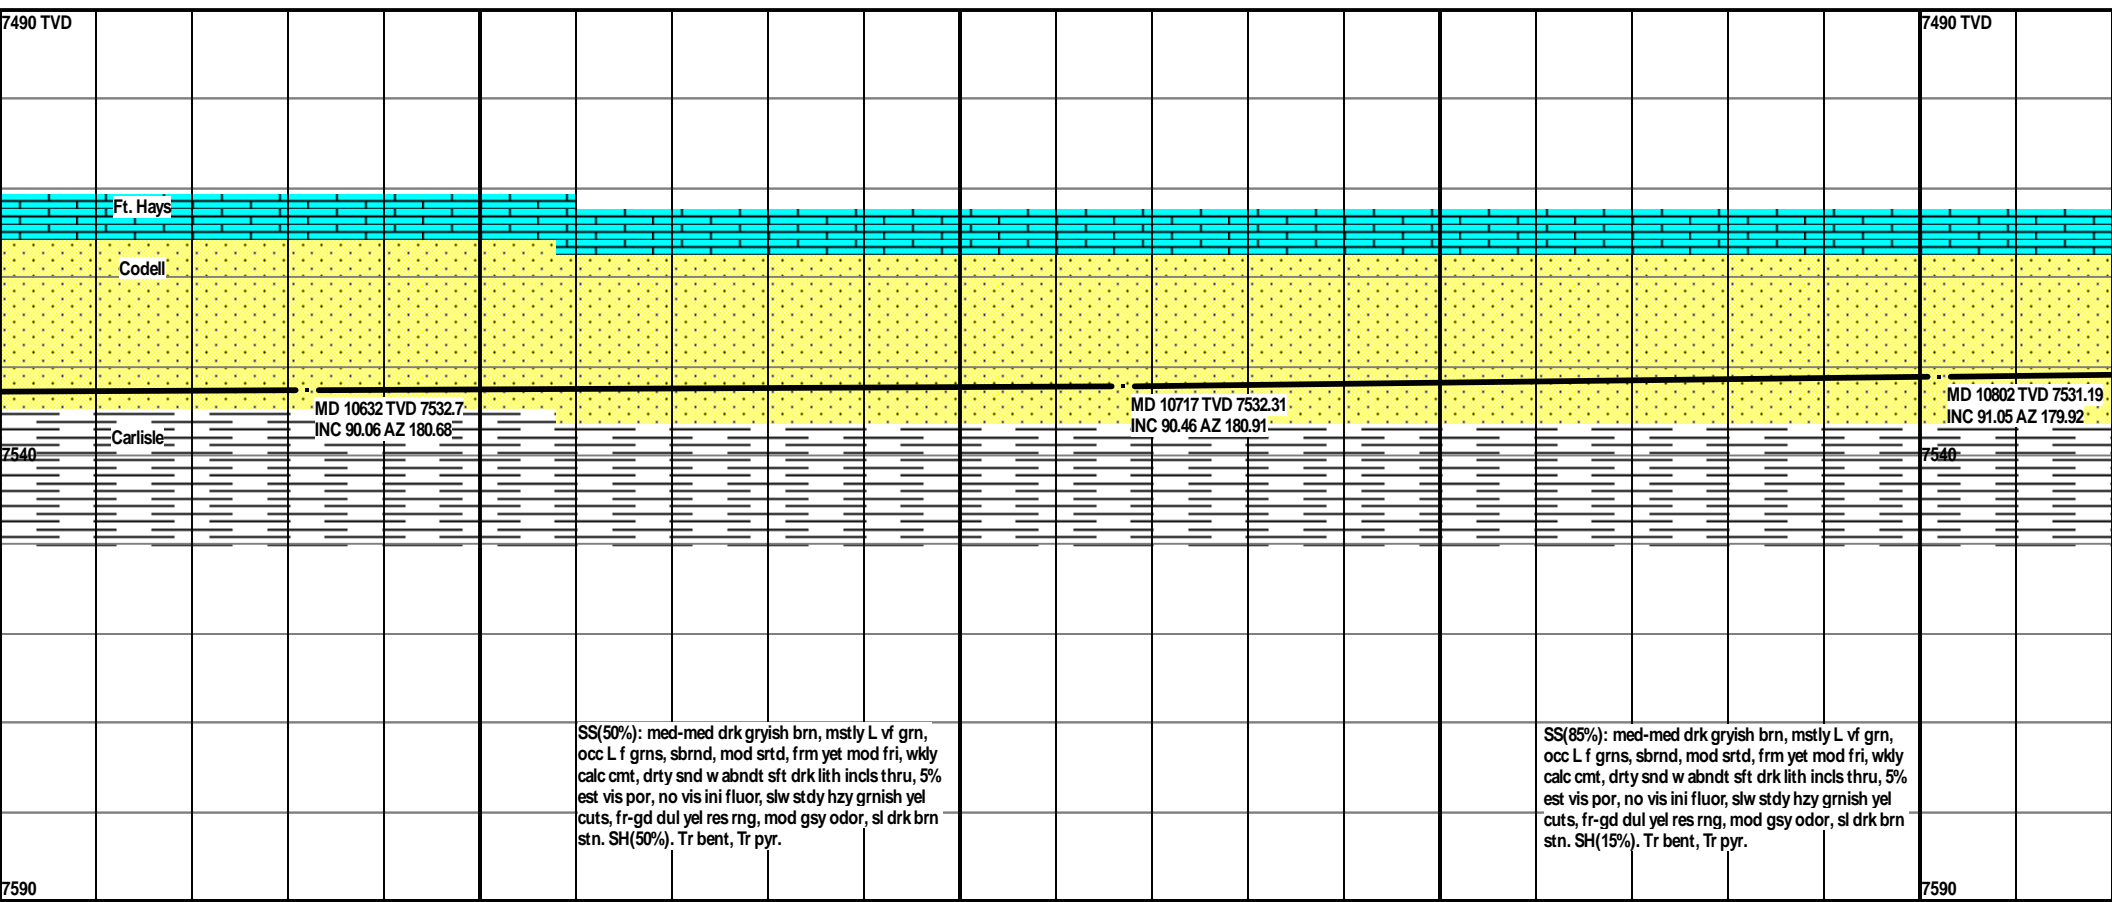 7490 TVD
7490 TVD
Ft. Hays
Codell
MD 10632 TVD 7532.7
INC 90.06 AZ 180.68
MD 10717 TVD 7532.31
INC 90.46 AZ 180.91
MD 10802 TVD 7531.19
INC 91.05 AZ 179.92
Carlisle
7540
7540
SS(50%): med-med drk gryish brn, mstly L vf grn,
occ L f grns, sbrnd, mod srtd, frm yet mod fri, wkly
calc cmt, drty snd w abndt sft drk lith incls thru, 5%
est vis por, no vis ini fluor, slw stdy hzy grnish yel
cuts, fr-gd dul yel res rng, mod gsy odor, sl drk brn
stn. SH(50%). Tr bent, Tr pyr.
SS(85%): med-med drk gryish brn, mstly L vf grn,
occ L f grns, sbrnd, mod srtd, frm yet mod fri, wkly
calc cmt, drty snd w abndt sft drk lith incls thru, 5%
est vis por, no vis ini fluor, slw stdy hzy grnish yel
cuts, fr-gd dul yel res rng, mod gsy odor, sl drk brn
stn. SH(15%). Tr bent, Tr pyr.
7590
7590